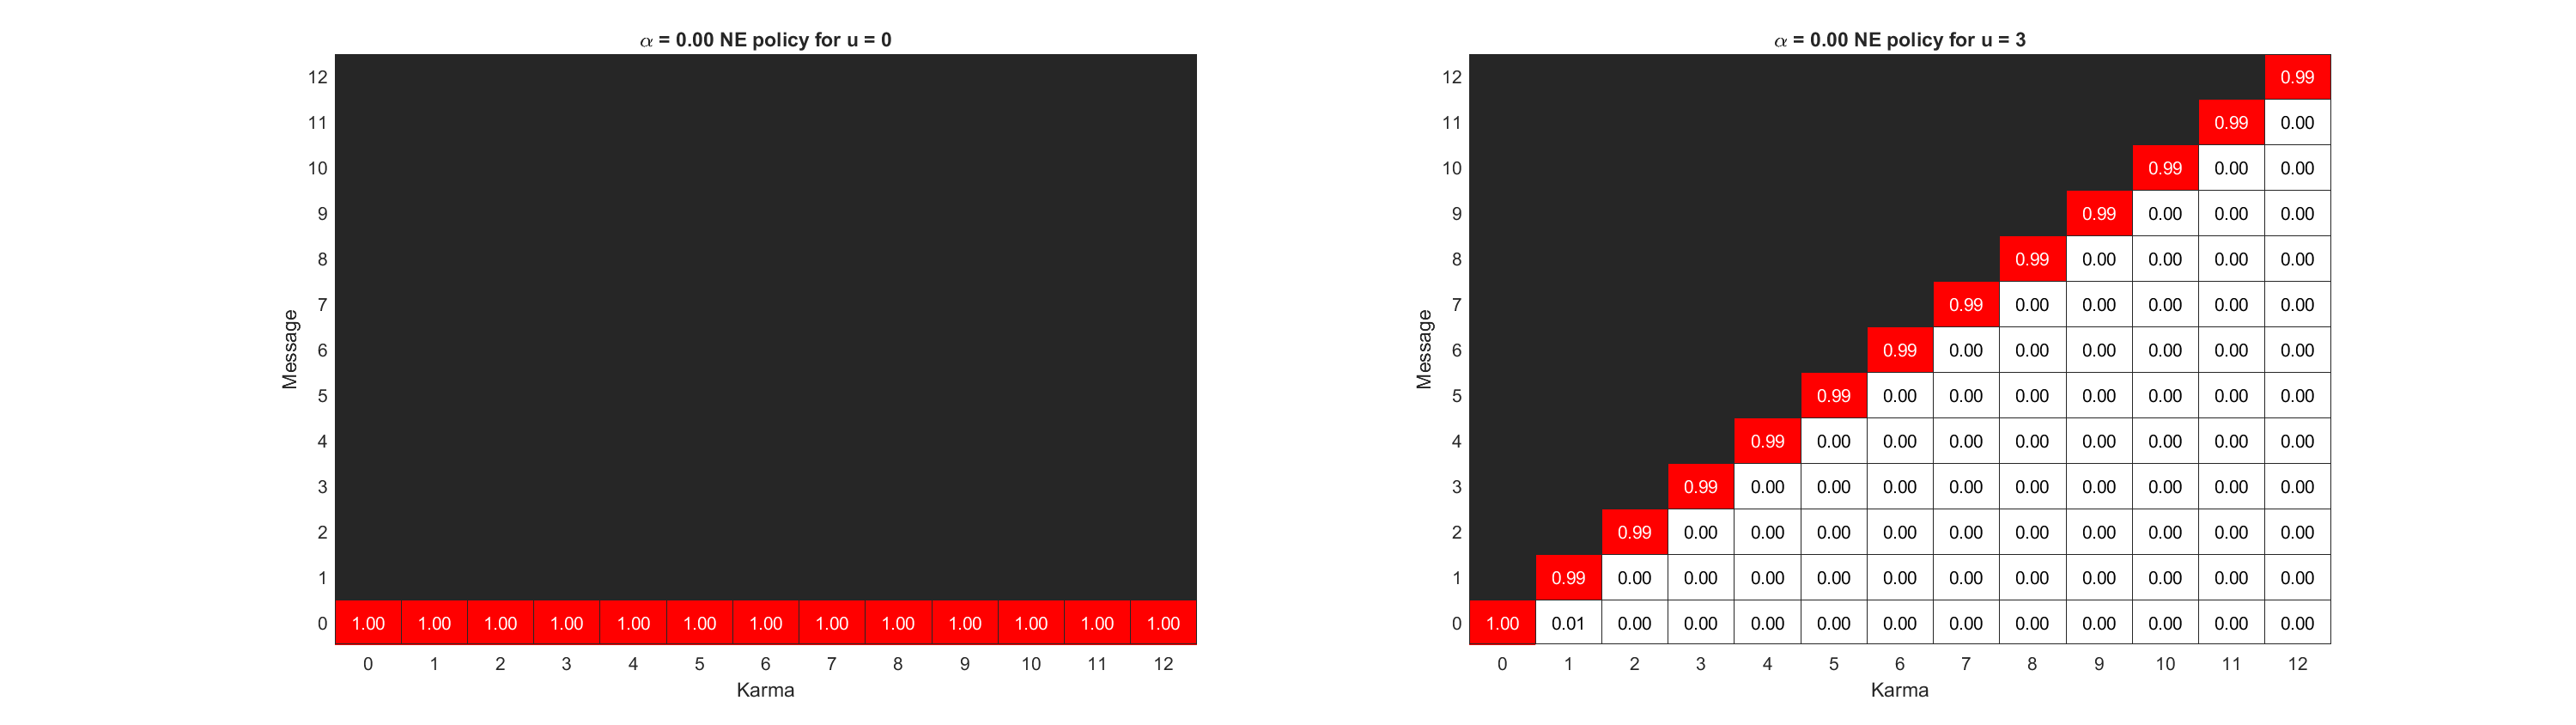 α = 0.00 NE policy for u = 0
12
11
10
9
8
7
6
5
4
3
2
1
0 1.00 1.00 1.00 1.00 1.00 1.00 1.00 1.00 1.00 1.00 1.00 1.00 1.00
0 1 2 3 4 5 6 7 8 9 10 11 12
Karma
Message
α = 0.00 NE policy for u = 3
12 0.99
11 0.99 0.00
10 0.99 0.00 0.00
9 0.99 0.00 0.00 0.00
8 0.99 0.00 0.00 0.00 0.00
7 0.99 0.00 0.00 0.00 0.00 0.00
6 0.99 0.00 0.00 0.00 0.00 0.00 0.00
5 0.99 0.00 0.00 0.00 0.00 0.00 0.00 0.00
4 0.99 0.00 0.00 0.00 0.00 0.00 0.00 0.00 0.00
3 0.99 0.00 0.00 0.00 0.00 0.00 0.00 0.00 0.00 0.00
2 0.99 0.00 0.00 0.00 0.00 0.00 0.00 0.00 0.00 0.00 0.00
1 0.99 0.00 0.00 0.00 0.00 0.00 0.00 0.00 0.00 0.00 0.00 0.00
0 1.00 0.01 0.00 0.00 0.00 0.00 0.00 0.00 0.00 0.00 0.00 0.00 0.00
0 1 2 3 4 5 6 7 8 9 10 11 12
Karma
Message